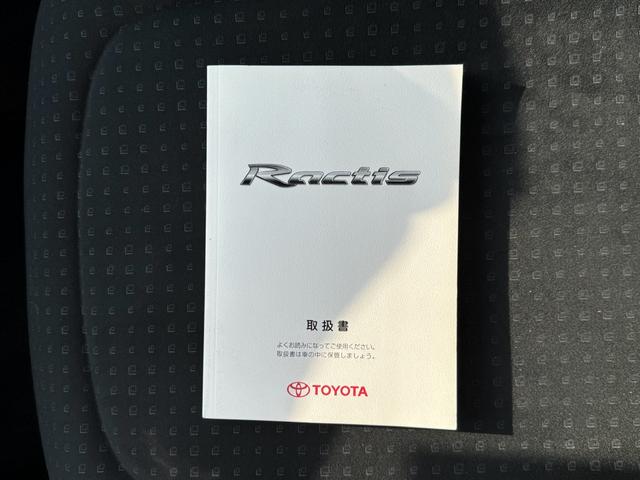 Ractis
取扱書
よくお読みになってご使用ください。
取扱書は車の中に保管しましょう。
TOYOTA